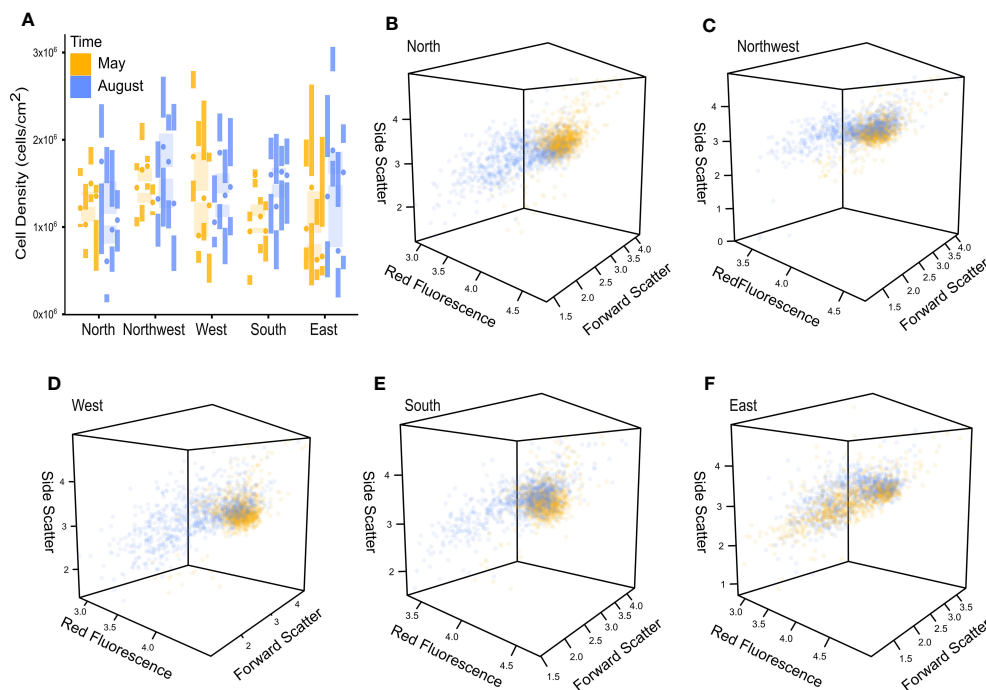 A
Time
May
August
Cell Density (cells/cm²)
3x10⁶
2x10⁶
1x10⁶
0x10⁶
North
Northwest
West
South
East
B
North
Side Scatter
4
3
2
3.0
3.5
4.0
4.5
Red Fluorescence
1.5
2.0
2.5
3.0
3.5
4.0
Forward Scatter
C
Northwest
Side Scatter
4
3
2
1
0
3.5
4.0
4.5
RedFluorescence
1.5
2.0
2.5
3.0
3.5
4.0
Forward Scatter
D
West
Side Scatter
4
3
2
3.0
3.5
4.0
Red Fluorescence
2
3
4
Forward Scatter
E
South
Side Scatter
4
3
2
3.5
4.0
4.5
Red Fluorescence
1.5
2.0
2.5
3.0
3.5
4.0
Forward Scatter
F
East
Side Scatter
4
3
2
1
3.0
3.5
4.0
4.5
Red Fluorescence
1.5
2.0
2.5
3.0
3.5
Forward Scatter